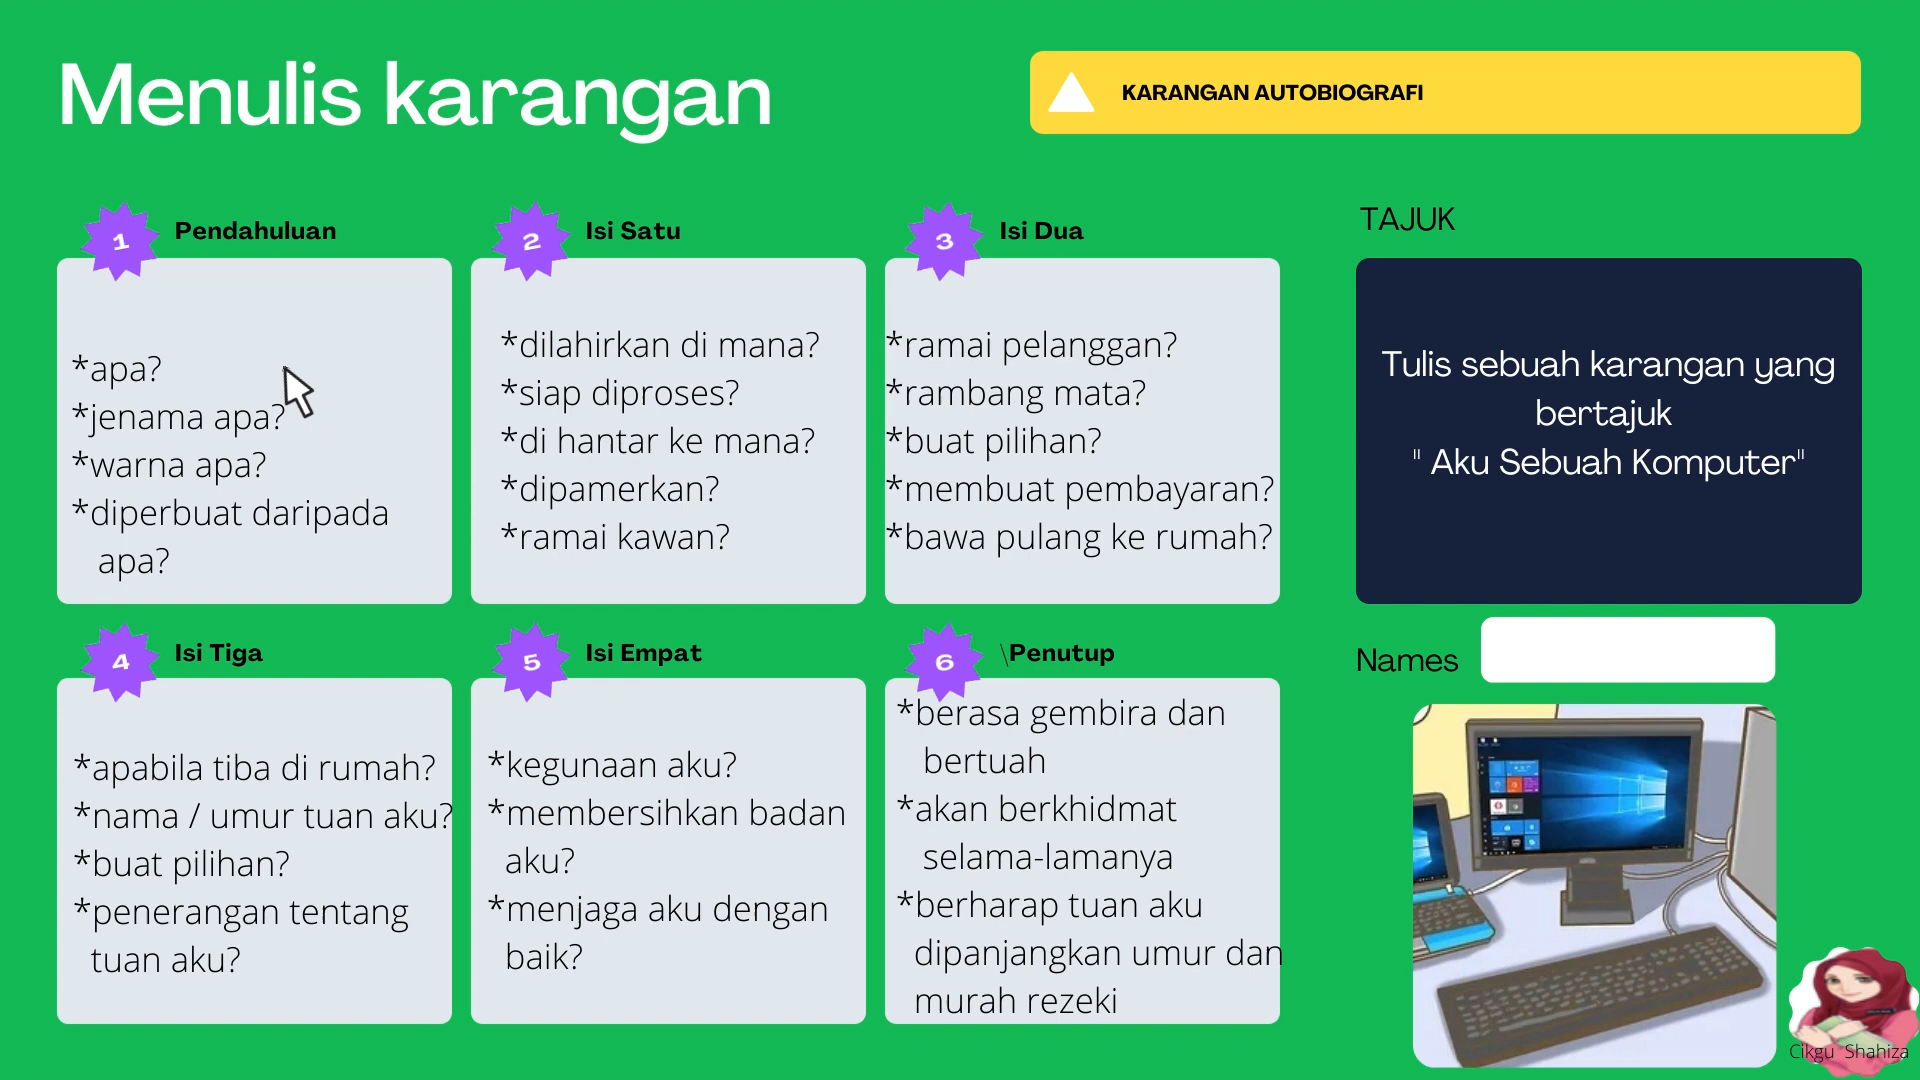 Menulis karangan
KARANGAN AUTOBIOGRAFI
1
Pendahuluan
*apa?
*jenama apa?
*warna apa?
*diperbuat daripada
apa?
2
Isi Satu
*dilahirkan di mana?
*siap diproses?
*di hantar ke mana?
*dipamerkan?
*ramai kawan?
3
Isi Dua
*ramai pelanggan?
*rambang mata?
*buat pilihan?
*membuat pembayaran?
*bawa pulang ke rumah?
TAJUK
Tulis sebuah karangan yang
bertajuk
" Aku Sebuah Komputer"
4
Isi Tiga
*apabila tiba di rumah?
*nama / umur tuan aku?
*buat pilihan?
*penerangan tentang
tuan aku?
5
Isi Empat
*kegunaan aku?
*membersihkan badan
aku?
*menjaga aku dengan
baik?
6
\Penutup
*berasa gembira dan
bertuah
*akan berkhidmat
selama-lamanya
*berharap tuan aku
dipanjangkan umur dan
murah rezeki
Names
Cikgu Shahiza